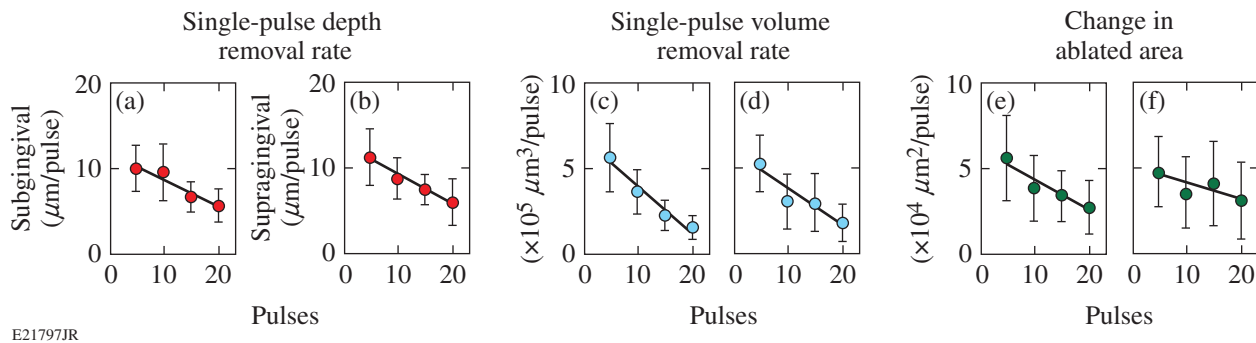 Single-pulse depth
removal rate
Single-pulse volume
removal rate
Change in
ablated area
Subgingival
(μm/pulse)
20
10
0
(a)
0 10 20
Supragingival
(μm/pulse)
20
10
0
(b)
0 10 20
Pulses
(×10⁵ μm³/pulse)
10
5
0
(c)
0 10 20
(d)
0 10 20
Pulses
(×10⁴ μm²/pulse)
10
5
0
(e)
0 10 20
(f)
0 10 20
Pulses
E21797JR